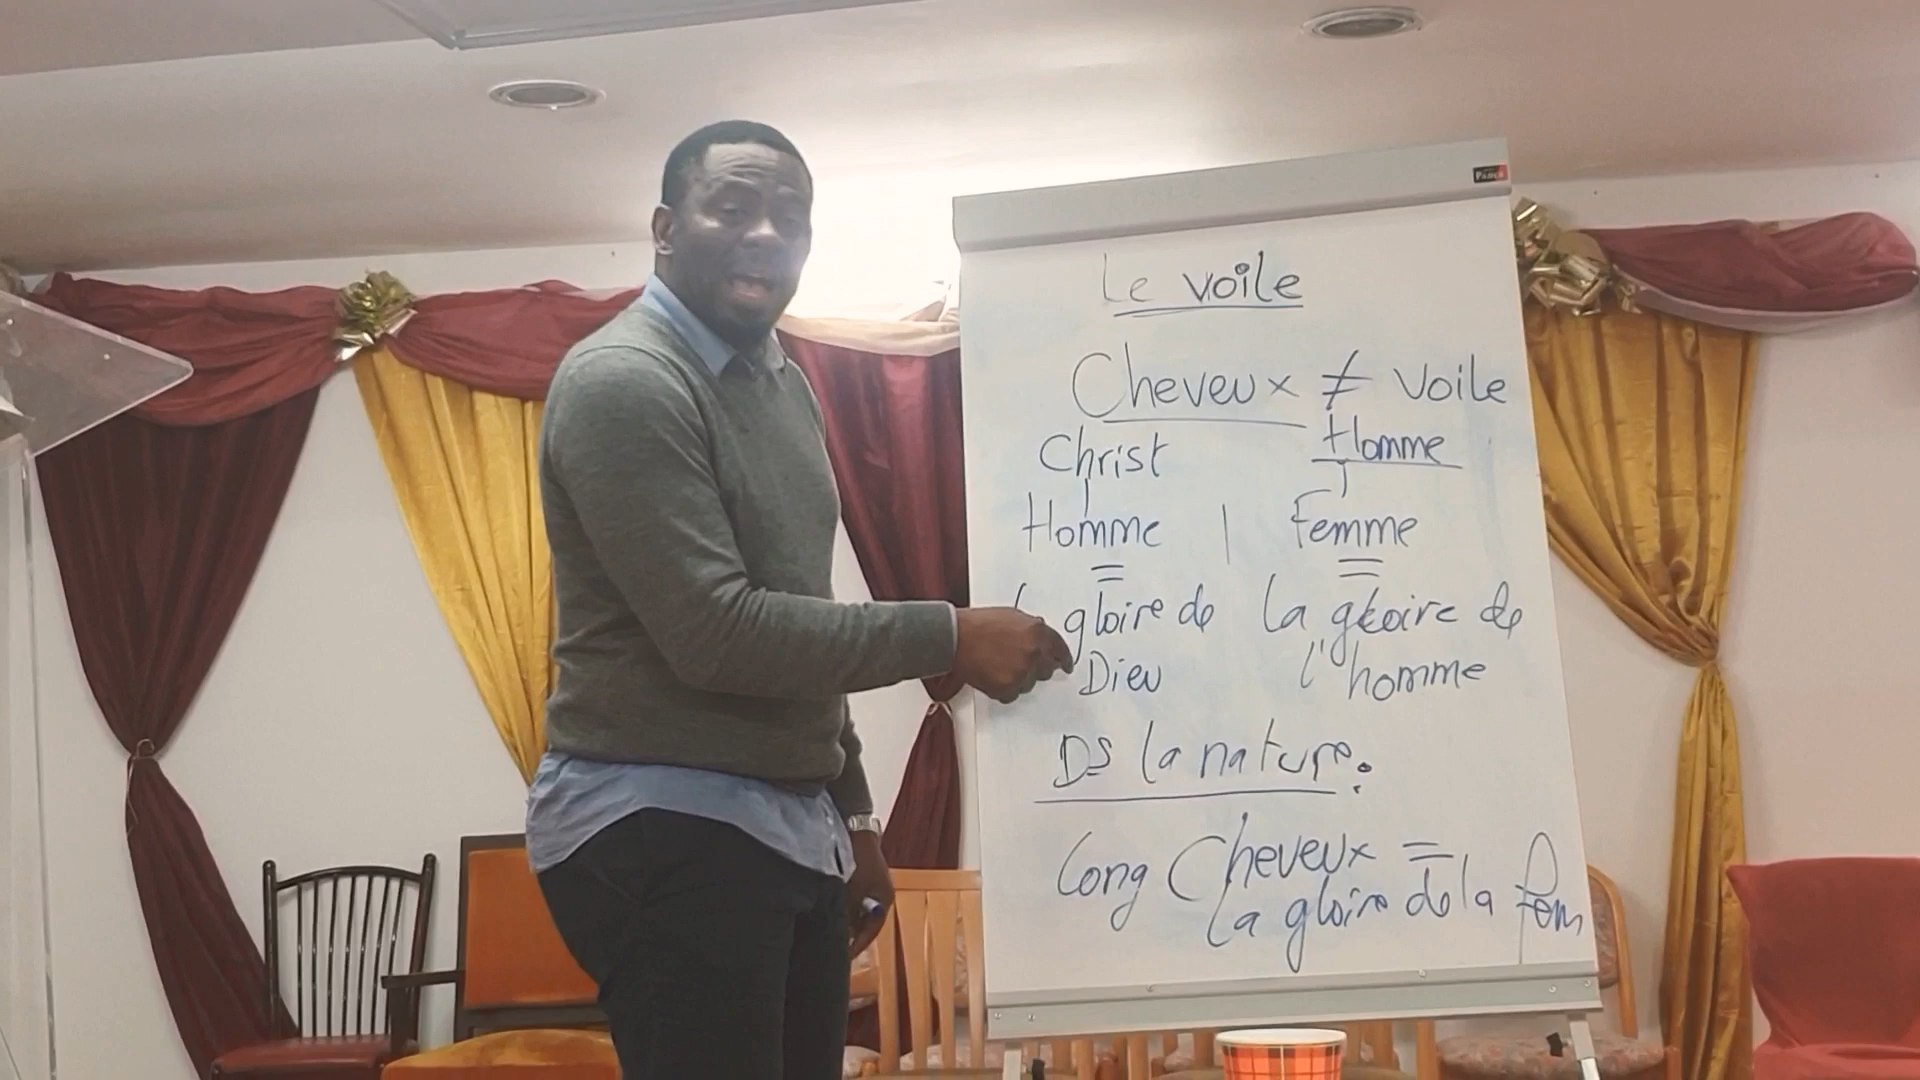 Le voile
Cheveux ≠ Voile
Christ Homme
Homme | Femme
= =
gloire de La gloire de
Dieu l'homme
Ds la nature:
Long Cheveux =
La gloire de la fem